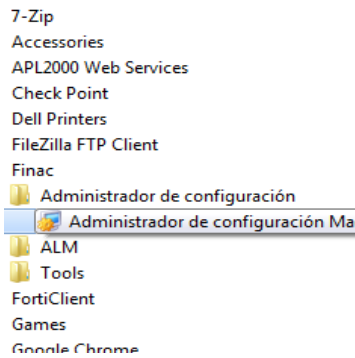 7-Zip
Accessories
APL2000 Web Services
Check Point
Dell Printers
FileZilla FTP Client
Finac
Administrador de configuración
Administrador de configuración Ma
ALM
Tools
FortiClient
Games
Google Chrome